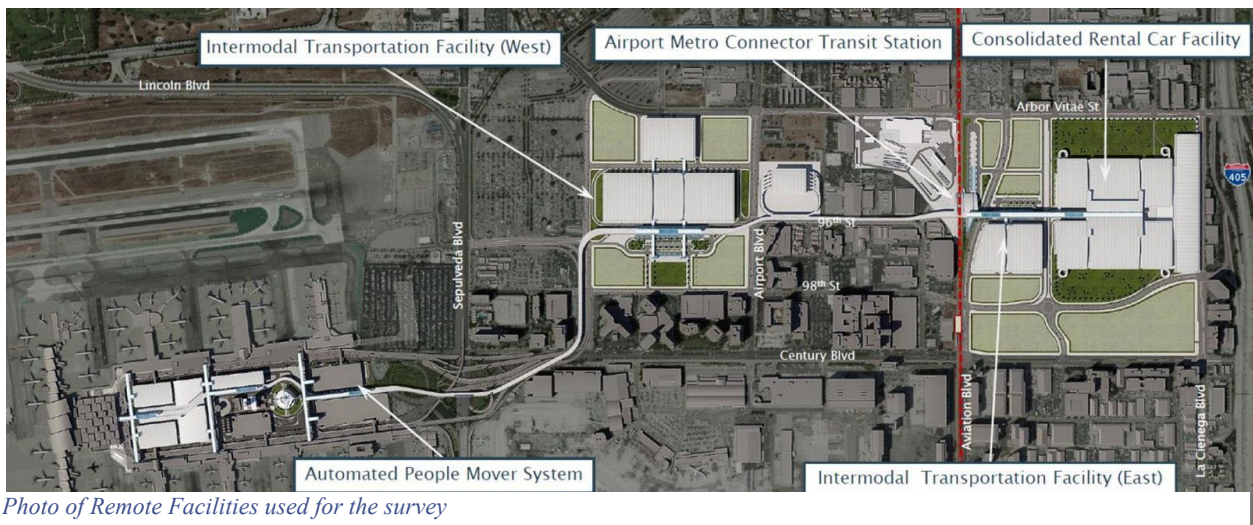 Intermodal Transportation Facility (West)
Airport Metro Connector Transit Station
Consolidated Rental Car Facility
Lincoln Blvd
Arbor Vitae St
405
Sepulveda Blvd
Airport Blvd
96th St
98th St
Century Blvd
Aviation Blvd
La Cienega Blvd
Automated People Mover System
Intermodal Transportation Facility (East)
Photo of Remote Facilities used for the survey